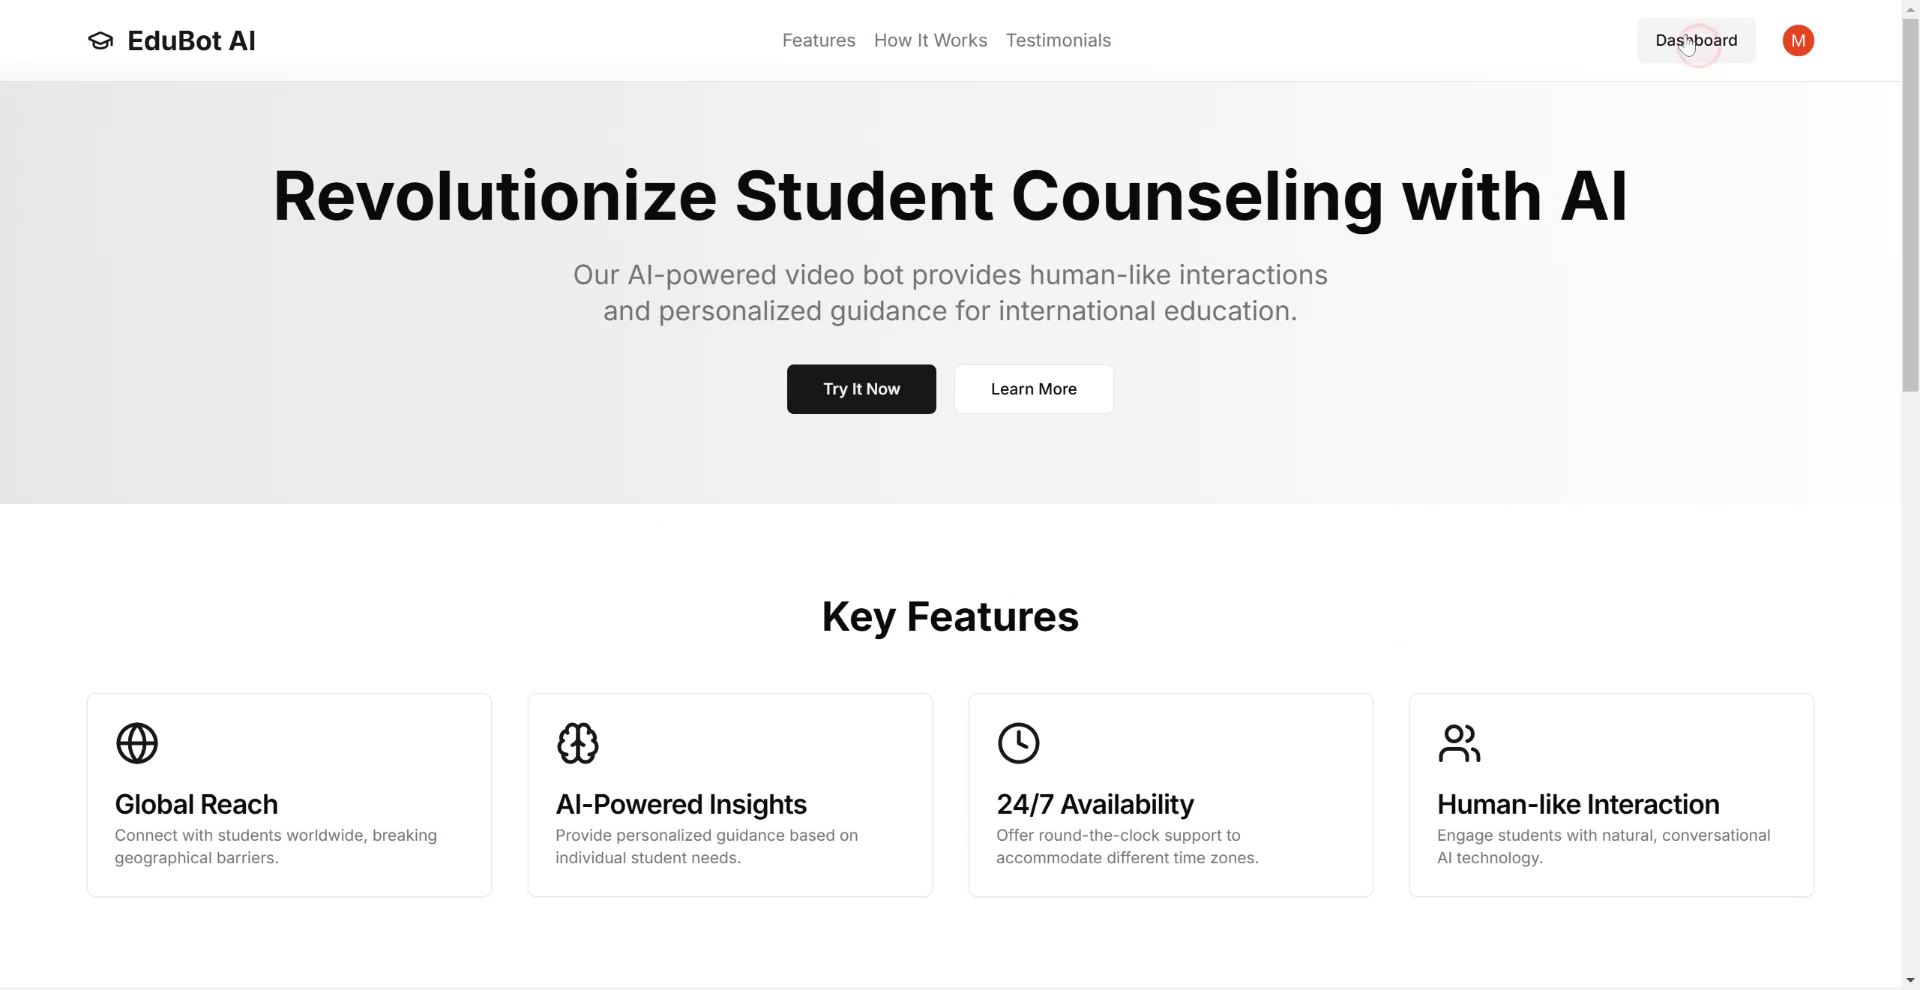 EduBot AI
Features
How It Works
Testimonials
Dashboard
M
Revolutionize Student Counseling with AI
Our AI-powered video bot provides human-like interactions
and personalized guidance for international education.
Try It Now
Learn More
Key Features
Global Reach
Connect with students worldwide, breaking
geographical barriers.
AI-Powered Insights
Provide personalized guidance based on
individual student needs.
24/7 Availability
Offer round-the-clock support to
accommodate different time zones.
Human-like Interaction
Engage students with natural, conversational
AI technology.